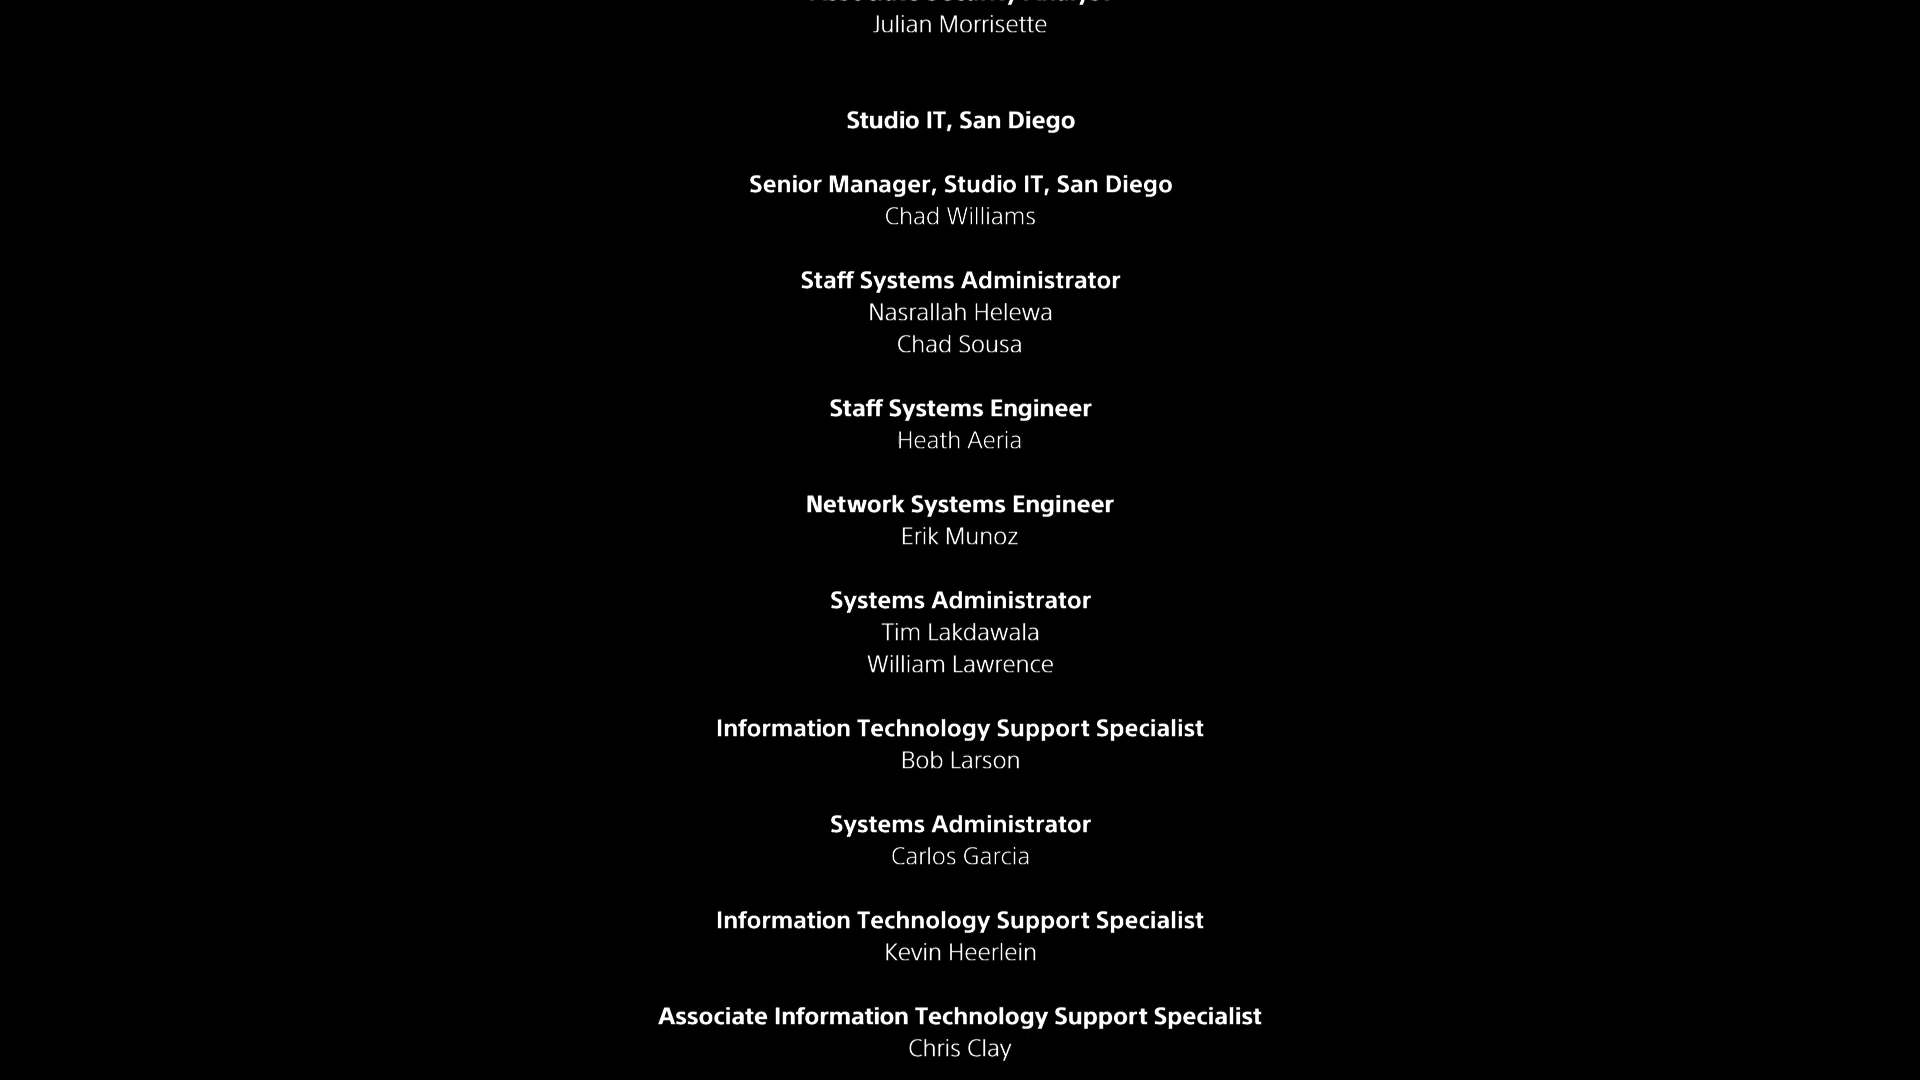 Julian Morrisette
Studio IT, San Diego
Senior Manager, Studio IT, San Diego
Chad Williams
Staff Systems Administrator
Nasrallah Helewa
Chad Sousa
Staff Systems Engineer
Heath Aeria
Network Systems Engineer
Erik Munoz
Systems Administrator
Tim Lakdawala
William Lawrence
Information Technology Support Specialist
Bob Larson
Systems Administrator
Carlos Garcia
Information Technology Support Specialist
Kevin Heerlein
Associate Information Technology Support Specialist
Chris Clay